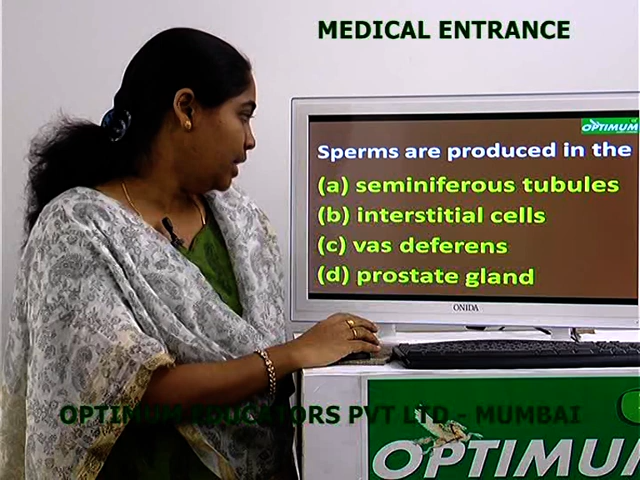 MEDICAL ENTRANCE
OPTIMUM
Sperms are produced in the
(a) seminiferous tubules
(b) interstitial cells
(c) vas deferens
(d) prostate gland
ONIDA
OPTIMUM EDUCATORS PVT LTD - MUMBAI
OPTIMU